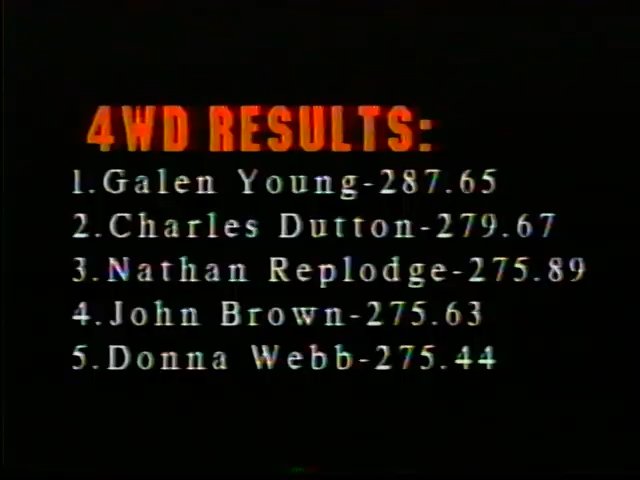 4WD RESULTS:
1.Galen Young-287.65
2.Charles Dutton-279.67
3.Nathan Replodge-275.89
4.John Brown-275.63
5.Donna Webb-275.44